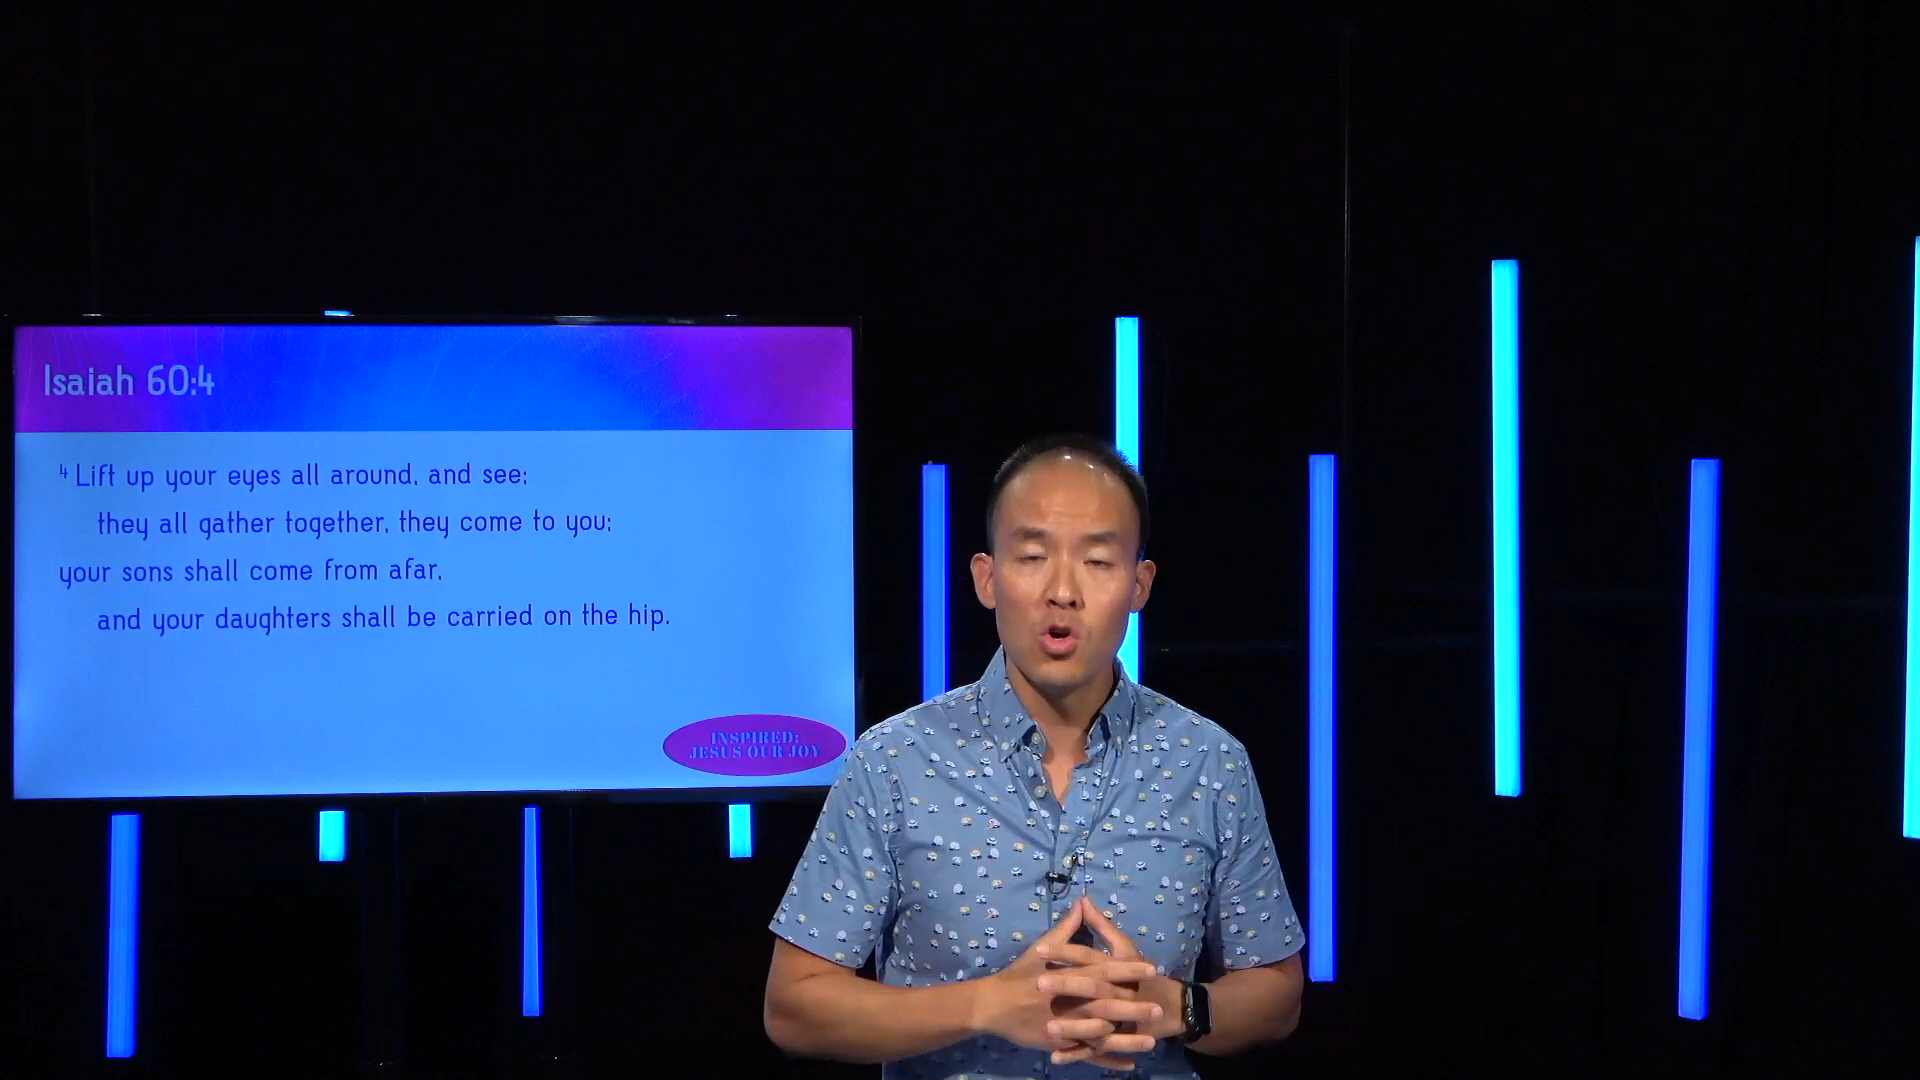 Isaiah 60:4
4 Lift up your eyes all around, and see;
they all gather together, they come to you;
your sons shall come from afar,
and your daughters shall be carried on the hip.
INSPIRED:
JESUS OUR JOY